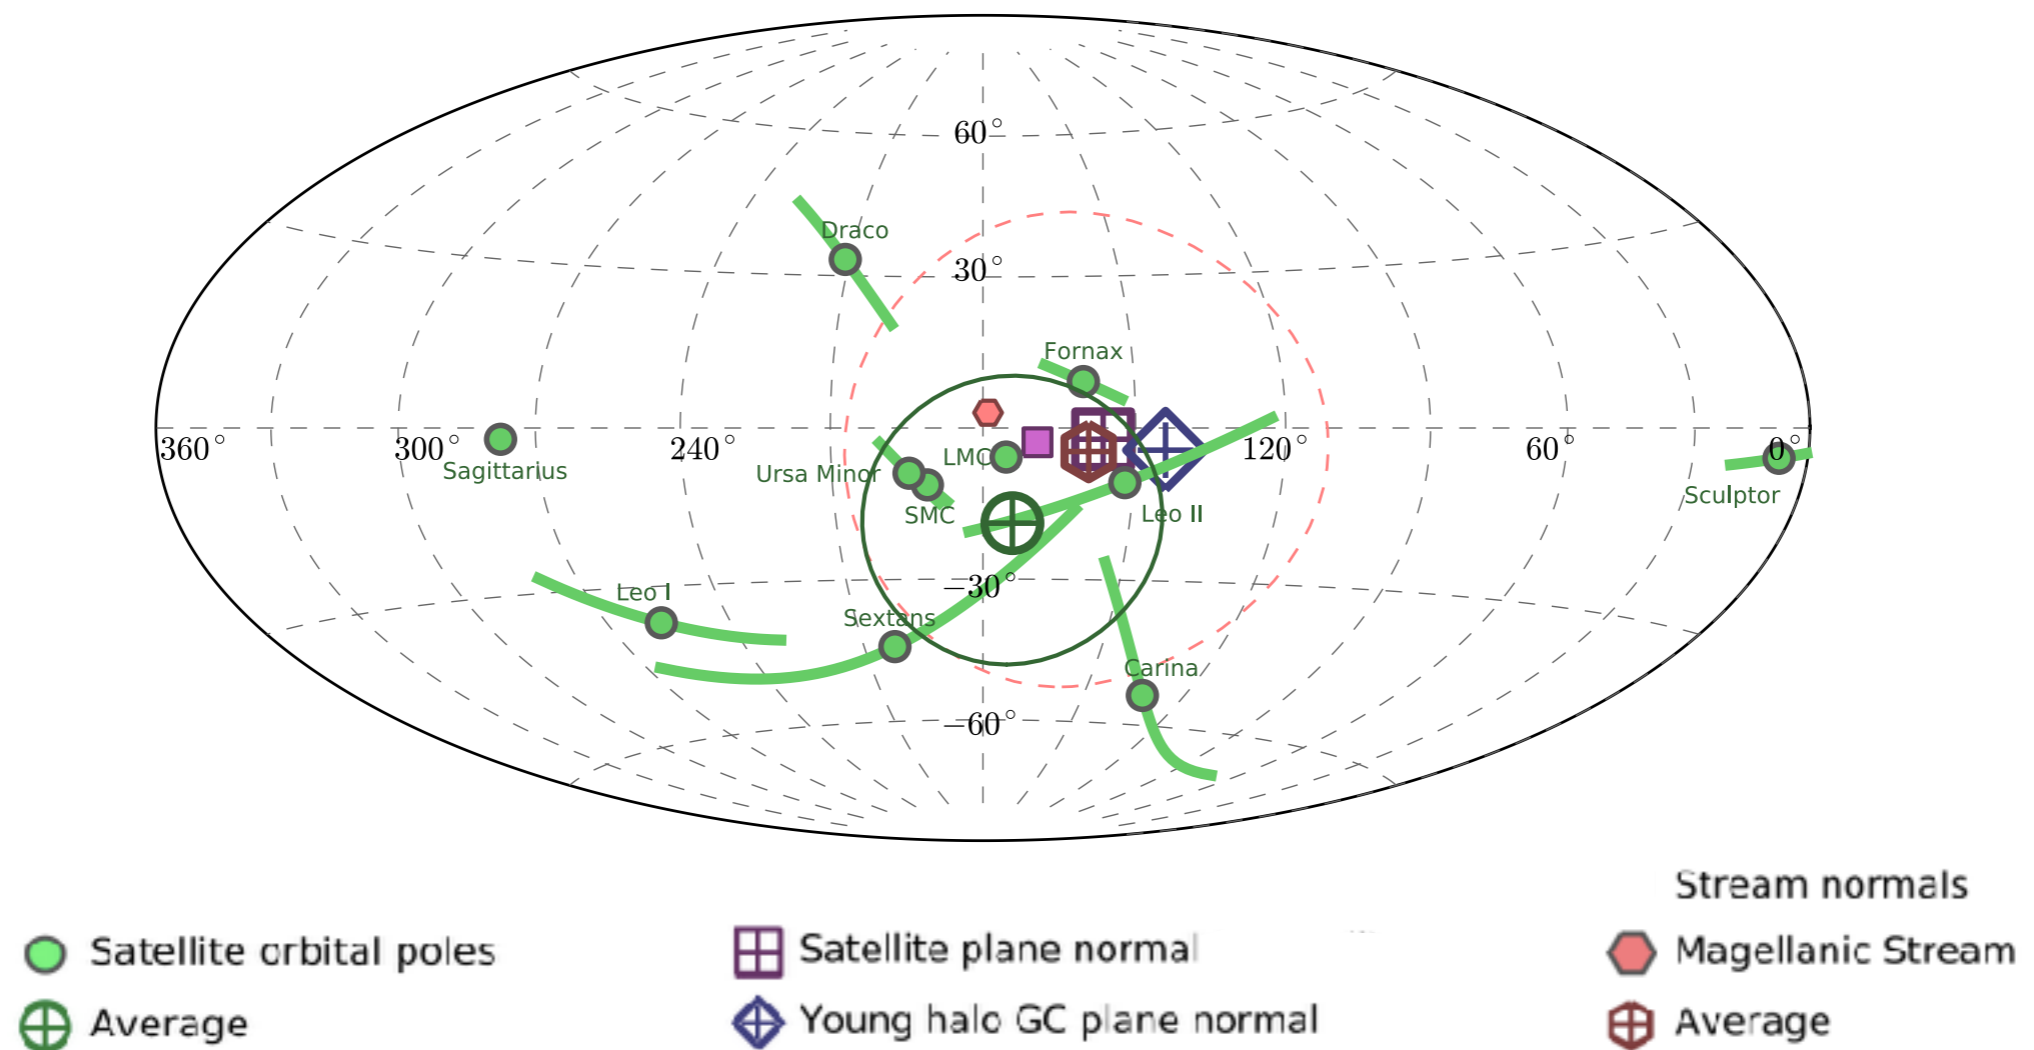 60°
Draco
30°
Fornax
360°
300°
240°
120°
60°
0°
Sagittarius
Ursa Minor
LMC
SMC
Leo II
Sculptor
-30°
Leo I
Sextans
Carina
-60°
Stream normals
Satellite orbital poles
Satellite plane normal
Magellanic Stream
Average
Young halo GC plane normal
Average